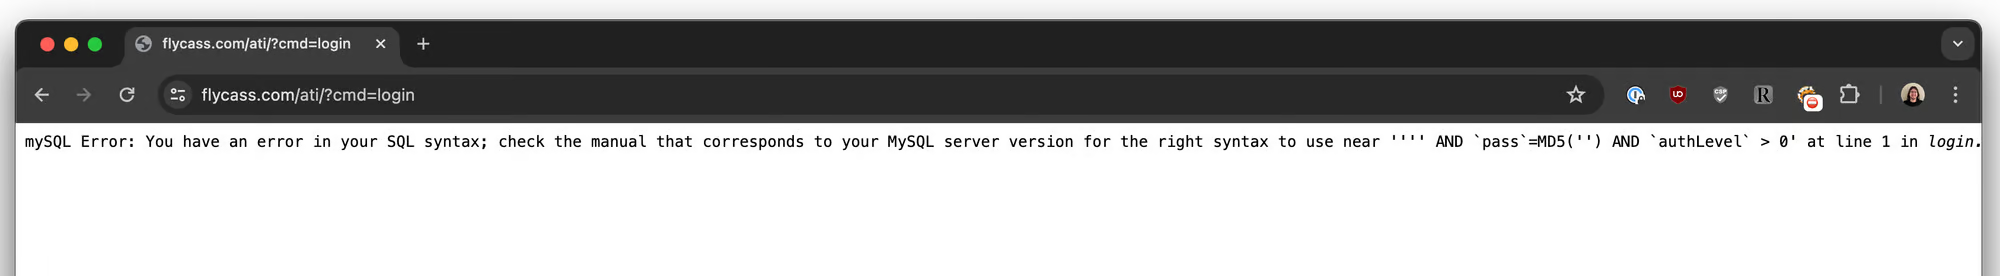 flycass.com/ati/?cmd=login
flycass.com/ati/?cmd=login
CSP
R
mySQL Error: You have an error in your SQL syntax; check the manual that corresponds to your MySQL server version for the right syntax to use near '''' AND `pass`=MD5('') AND `authLevel` > 0' at line 1 in login.